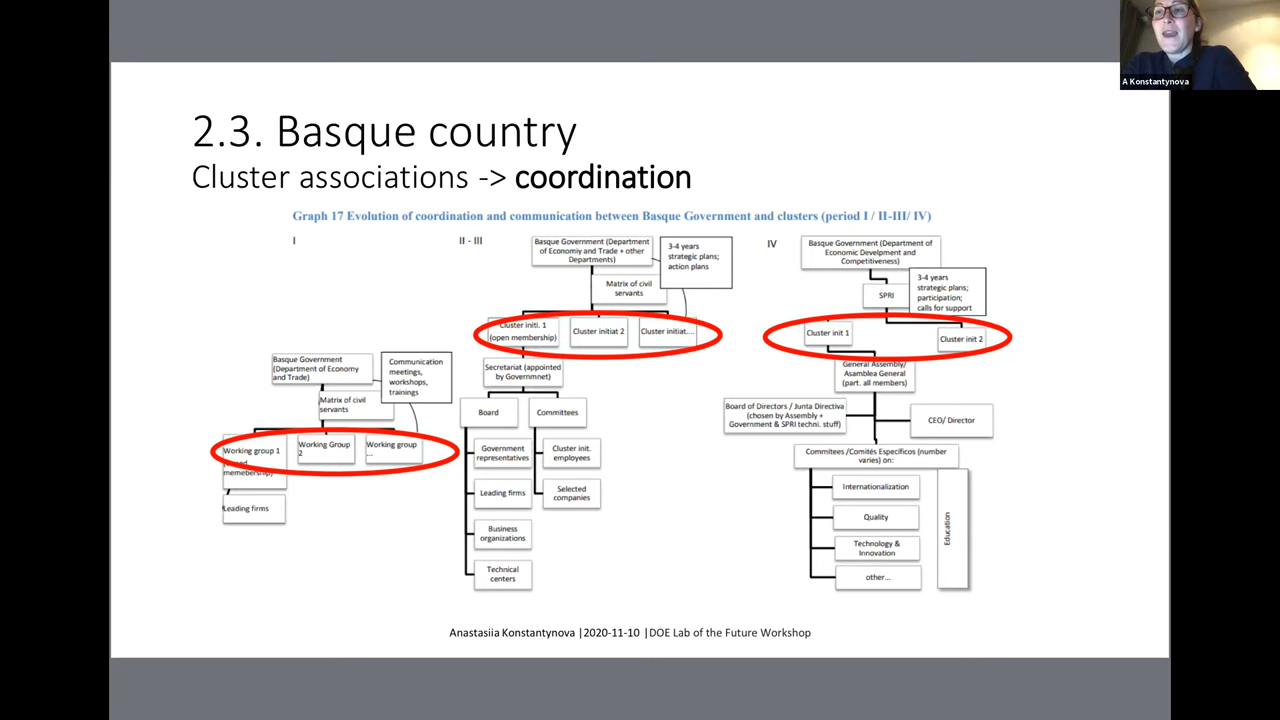 A Konstantynova
2.3. Basque country
Cluster associations -> coordination
Graph 17 Evolution of coordination and communication between Basque Government and clusters (period I / II-III/ IV)
I
Basque Government
(Department of Economy
and Trade)
Communication
meetings,
workshops,
trainings
Matrix of civil
servants
Working group 1
memebership)
Working Group
2
Working group
...
Leading firms
II - III
Basque Government (Department
of Economiy and Trade + other
Departments)
3-4 years
strategic plans;
action plans
Matrix of civil
servants
Cluster initi. 1
(open membership)
Cluster initiat 2
Cluster initiat....
Secretariat (appointed
by Governmnet)
Board
Committees
Government
representatives
Cluster init.
employees
Leading firms
Selected
companies
Business
organizations
Technical
centers
IV
Basque Government (Department of
Economic Develpment and
Competitiveness)
SPRI
3-4 years
strategic plans;
participation;
calls for support
Cluster init 1
Cluster init 2
General Assembly/
Asamblea General
(part. all members)
Board of Directors / Junta Directiva
(chosen by Assembly +
Government & SPRI techni. stuff)
CEO/ Director
Commitees /Comités Específicos (number
varies) on:
Internationalization
Quality
Technology &
Innovation
other...
Education
Anastasiia Konstantynova |2020-11-10 |DOE Lab of the Future Workshop